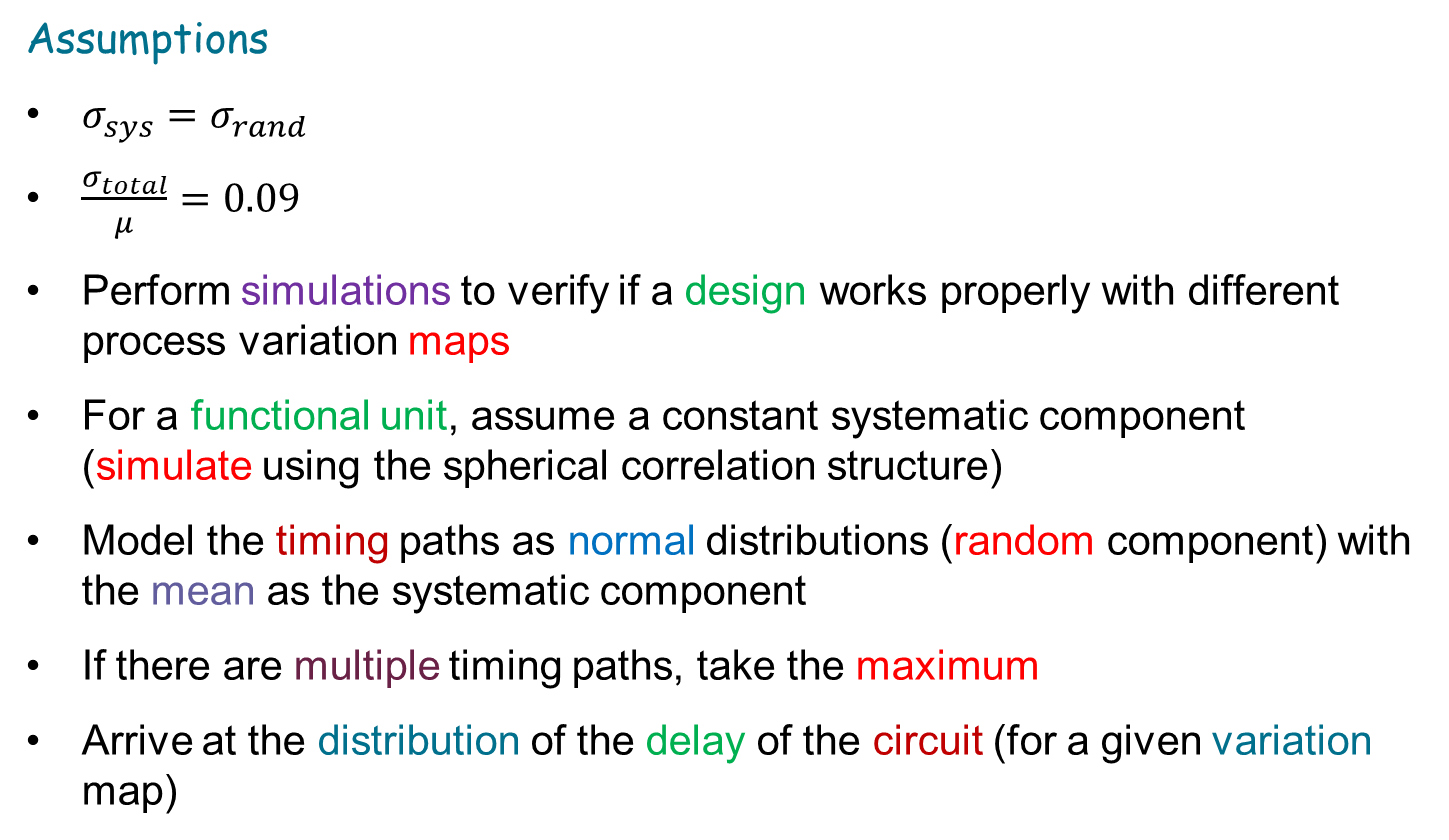 Assumptions
• σ_sys = σ_rand
• σ_total/μ = 0.09
• Perform simulations to verify if a design works properly with different
process variation maps
• For a functional unit, assume a constant systematic component
(simulate using the spherical correlation structure)
• Model the timing paths as normal distributions (random component) with
the mean as the systematic component
• If there are multiple timing paths, take the maximum
• Arrive at the distribution of the delay of the circuit (for a given variation
map)